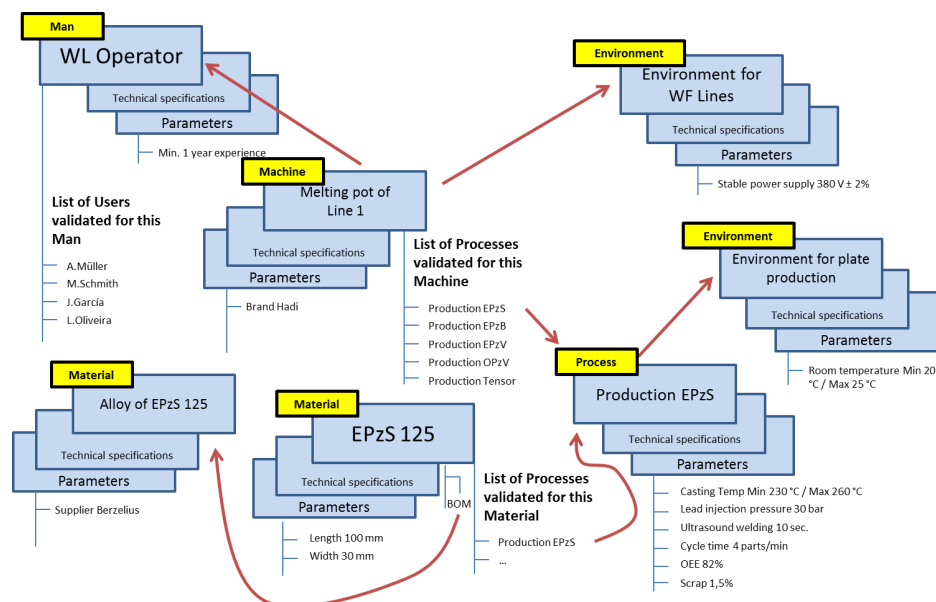 Man
WL Operator
Technical specifications
Parameters
Min. 1 year experience
List of Users
validated for this
Man
A.Müller
M.Schmith
J.García
L.Oliveira
Environment
Environment for
WF Lines
Technical specifications
Parameters
Stable power supply 380 V ± 2%
Machine
Melting pot of
Line 1
Technical specifications
Parameters
Brand Hadi
List of Processes
validated for this
Machine
Production EPzS
Production EPzB
Production EPzV
Production OPzV
Production Tensor
Environment
Environment for plate
production
Technical specifications
Parameters
Room temperature Min 20
°C / Max 25 °C
Material
Alloy of EPzS 125
Technical specifications
Parameters
Supplier Berzelius
Material
EPzS 125
Technical specifications
Parameters
Length 100 mm
Width 30 mm
BOM
List of Processes
validated for this
Material
Production EPzS
...
Process
Production EPzS
Technical specifications
Parameters
Casting Temp Min 230 °C / Max 260 °C
Lead injection pressure 30 bar
Ultrasound welding 10 sec.
Cycle time 4 parts/min
OEE 82%
Scrap 1,5%